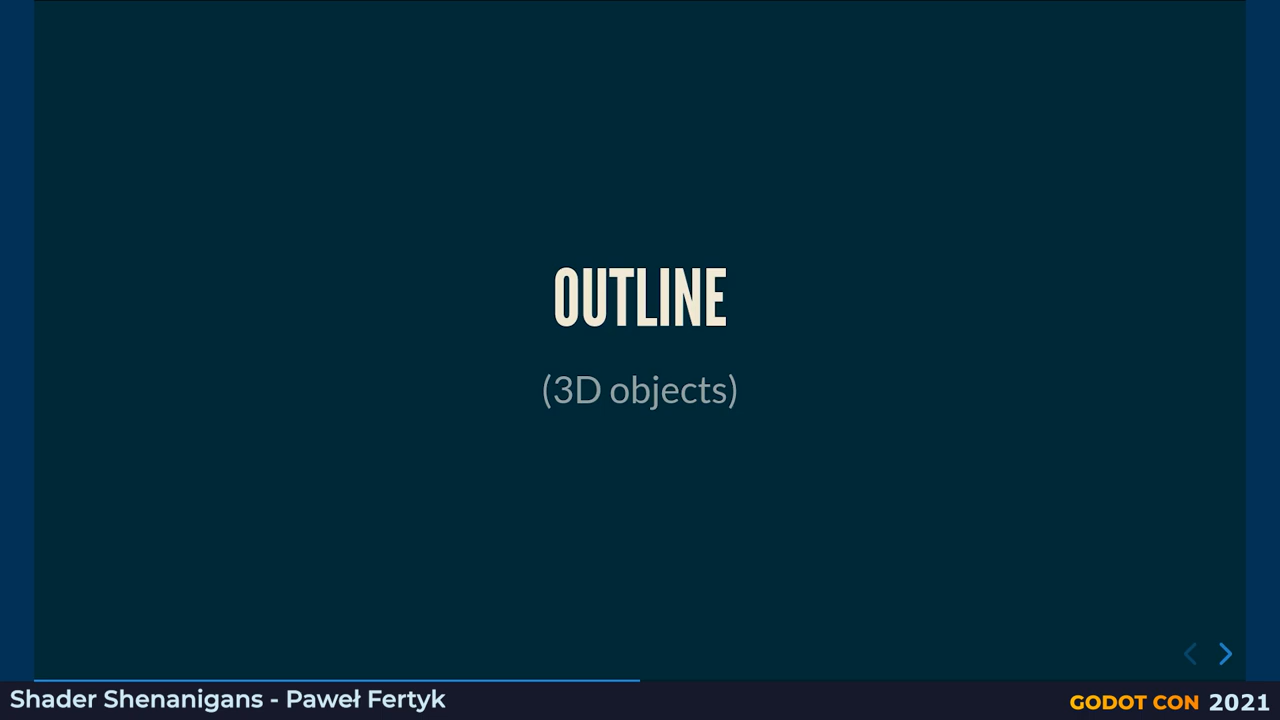 OUTLINE
(3D objects)
Shader Shenanigans - Paweł Fertyk
GODOT CON 2021